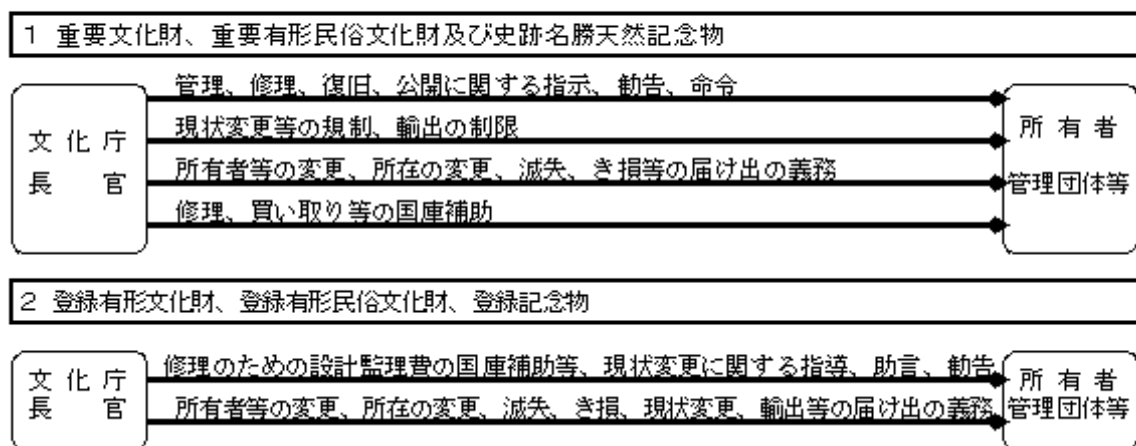 1 重要文化財、重要有形民俗文化財及び史跡名勝天然記念物
管理、修理、復旧、公開に関する指示、勧告、命令
現状変更等の規制、輸出の制限
所有者等の変更、所在の変更、滅失、き損等の届け出の義務
修理、買い取り等の国庫補助
文化庁
長官
所有者
管理団体等
2 登録有形文化財、登録有形民俗文化財、登録記念物
修理のための設計監理費の国庫補助等、現状変更に関する指導、助言、勧告
所有者等の変更、所在の変更、滅失、き損、現状変更、輸出等の届け出の義務
文化庁
長官
所有者
管理団体等